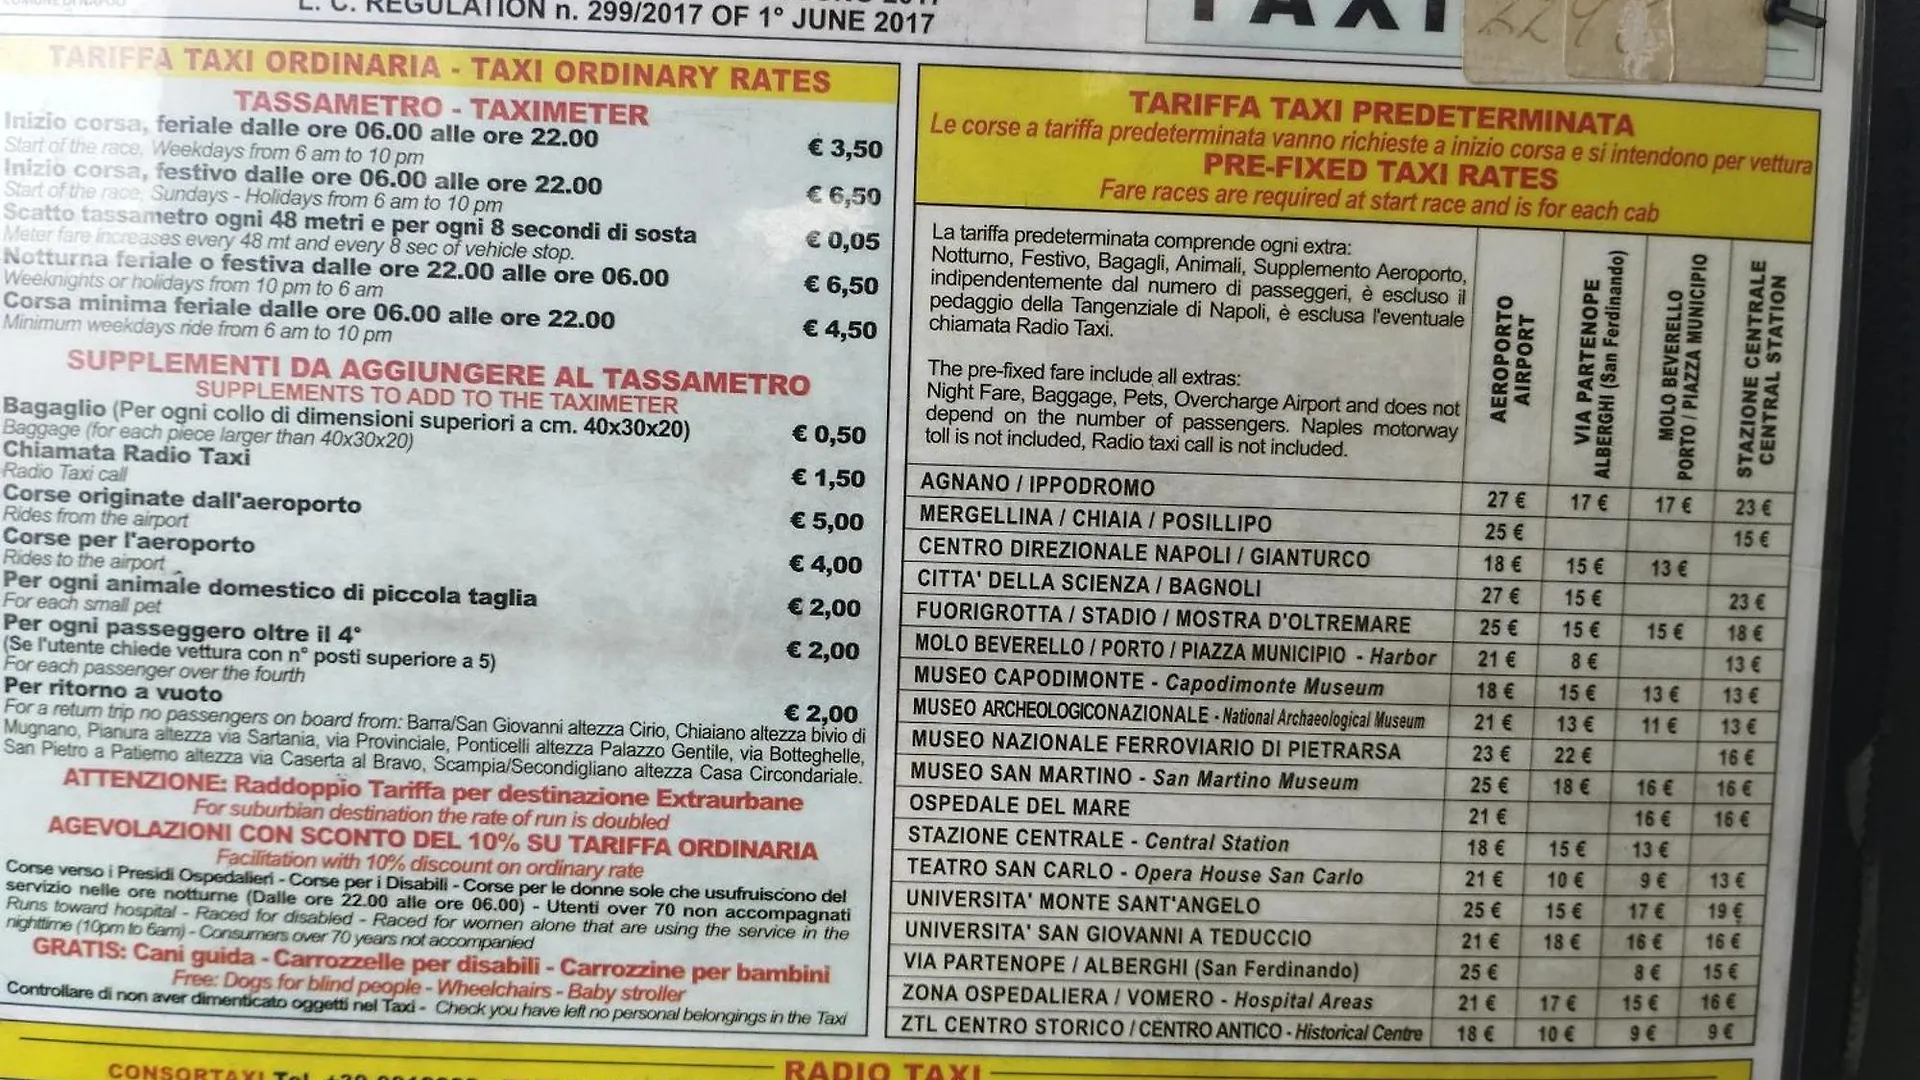 L. C. REGULATION n. 299/2017 OF 1° JUNE 2017
TAXI
TARIFFA TAXI ORDINARIA - TAXI ORDINARY RATES
TASSAMETRO - TAXIMETER
Inizio corsa, feriale dalle ore 06.00 alle ore 22.00 € 3,50
Start of the race, Weekdays from 6 am to 10 pm
Inizio corsa, festivo dalle ore 06.00 alle ore 22.00 € 6,50
Start of the race, Sundays - Holidays from 6 am to 10 pm
Scatto tassametro ogni 48 metri e per ogni 8 secondi di sosta € 0,05
Meter fare increases every 48 mt and every 8 sec of vehicle stop.
Notturna feriale o festiva dalle ore 22.00 alle ore 06.00 € 6,50
Weeknights or holidays from 10 pm to 6 am
Corsa minima feriale dalle ore 06.00 alle ore 22.00 € 4,50
Minimum weekdays ride from 6 am to 10 pm
SUPPLEMENTI DA AGGIUNGERE AL TASSAMETRO
SUPPLEMENTS TO ADD TO THE TAXIMETER
Bagaglio (Per ogni collo di dimensioni superiori a cm. 40x30x20) € 0,50
Baggage (for each piece larger than 40x30x20)
Chiamata Radio Taxi € 1,50
Radio Taxi call
Corse originate dall'aeroporto € 5,00
Rides from the airport
Corse per l'aeroporto € 4,00
Rides to the airport
Per ogni animale domestico di piccola taglia € 2,00
For each small pet
Per ogni passeggero oltre il 4° € 2,00
(Se l'utente chiede vettura con n° posti superiore a 5)
For each passenger over the fourth
Per ritorno a vuoto € 2,00
For a return trip no passengers on board from: Barra/San Giovanni altezza Cirio, Chiaiano altezza bivio di
Mugnano, Pianura altezza via Sartania, via Provinciale, Ponticelli altezza Palazzo Gentile, via Botteghelle,
San Pietro a Patierno altezza via Caserta al Bravo, Scampia/Secondigliano altezza Casa Circondariale.
ATTENZIONE: Raddoppio Tariffa per destinazione Extraurbane
For suburbian destination the rate of run is doubled
AGEVOLAZIONI CON SCONTO DEL 10% SU TARIFFA ORDINARIA
Facilitation with 10% discount on ordinary rate
Corse verso i Presidi Ospedalieri - Corse per i Disabili - Corse per le donne sole che usufruiscono del
servizio nelle ore notturne (Dalle ore 22.00 alle ore 06.00) - Utenti over 70 non accompagnati
Runs toward hospital - Raced for disabled - Raced for women alone that are using the service in the
nighttime (10pm to 6am) - Consumers over 70 years not accompanied
GRATIS: Cani guida - Carrozzelle per disabili - Carrozzine per bambini
Free: Dogs for blind people - Wheelchairs - Baby stroller
Controllare di non aver dimenticato oggetti nel Taxi - Check you have left no personal belongings in the Taxi
TARIFFA TAXI PREDETERMINATA
Le corse a tariffa predeterminata vanno richieste a inizio corsa e si intendono per vettura
PRE-FIXED TAXI RATES
Fare races are required at start race and is for each cab
La tariffa predeterminata comprende ogni extra:
Notturno, Festivo, Bagagli, Animali, Supplemento Aeroporto,
indipendentemente dal numero di passeggeri, è escluso il
pedaggio della Tangenziale di Napoli, è esclusa l'eventuale
chiamata Radio Taxi.
The pre-fixed fare include all extras:
Night Fare, Baggage, Pets, Overcharge Airport and does not
depend on the number of passengers. Naples motorway
toll is not included, Radio taxi call is not included.
AEROPORTO
AIRPORT
VIA PARTENOPE
ALBERGHI (San Ferdinando)
MOLO BEVERELLO
PORTO / PIAZZA MUNICIPIO
STAZIONE CENTRALE
CENTRAL STATION
AGNANO / IPPODROMO 27 € 17 € 17 € 23 €
MERGELLINA / CHIAIA / POSILLIPO 25 € 15 €
CENTRO DIREZIONALE NAPOLI / GIANTURCO 18 € 15 € 13 €
CITTA' DELLA SCIENZA / BAGNOLI 27 € 15 € 23 €
FUORIGROTTA / STADIO / MOSTRA D'OLTREMARE 25 € 15 € 15 € 18 €
MOLO BEVERELLO / PORTO / PIAZZA MUNICIPIO - Harbor 21 € 8 € 13 €
MUSEO CAPODIMONTE - Capodimonte Museum 18 € 15 € 13 € 13 €
MUSEO ARCHEOLOGICO NAZIONALE - National Archaeological Museum 21 € 13 € 11 € 13 €
MUSEO NAZIONALE FERROVIARIO DI PIETRARSA 23 € 22 € 16 €
MUSEO SAN MARTINO - San Martino Museum 25 € 18 € 16 € 16 €
OSPEDALE DEL MARE 21 € 16 € 16 €
STAZIONE CENTRALE - Central Station 18 € 15 € 13 €
TEATRO SAN CARLO - Opera House San Carlo 21 € 10 € 9 € 13 €
UNIVERSITA' MONTE SANT'ANGELO 25 € 15 € 17 € 19 €
UNIVERSITA' SAN GIOVANNI A TEDUCCIO 21 € 18 € 16 € 16 €
VIA PARTENOPE / ALBERGHI (San Ferdinando) 25 € 8 € 15 €
ZONA OSPEDALIERA / VOMERO - Hospital Areas 21 € 17 € 15 € 16 €
ZTL CENTRO STORICO / CENTRO ANTICO - Historical Centre 18 € 10 € 9 € 9 €
RADIO TAXI
CONSORTAXI Tel.